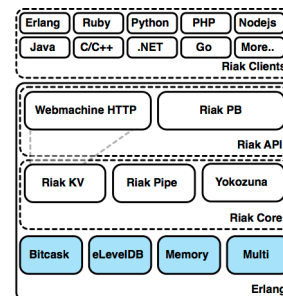 Erlang Ruby Python PHP Nodejs
Java C/C++ .NET Go More..
Riak Clients
Webmachine HTTP Riak PB
Riak API
Riak KV Riak Pipe Yokozuna
Riak Core
Bitcask eLevelDB Memory Multi
Erlang